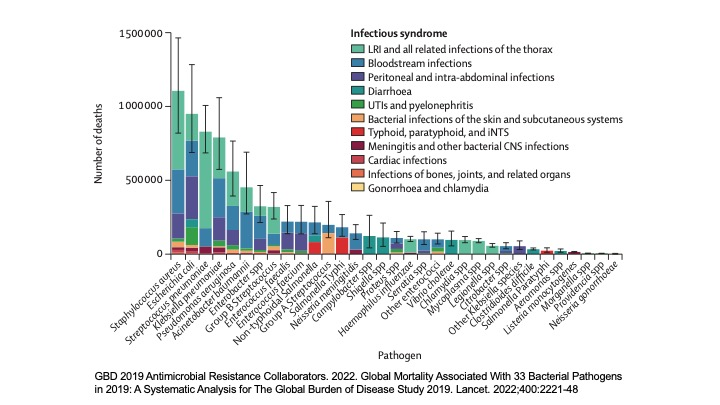 1500000
1000000
500000
0
Number of deaths
Infectious syndrome
LRI and all related infections of the thorax
Bloodstream infections
Peritoneal and intra-abdominal infections
Diarrhoea
UTIs and pyelonephritis
Bacterial infections of the skin and subcutaneous systems
Typhoid, paratyphoid, and iNTS
Meningitis and other bacterial CNS infections
Cardiac infections
Infections of bones, joints, and related organs
Gonorrhoea and chlamydia
Staphylococcus aureus
Escherichia coli
Streptococcus pneumoniae
Klebsiella pneumoniae
Pseudomonas aeruginosa
Acinetobacter baumannii
Enterobacter spp
Group B Streptococcus
Enterococcus faecalis
Enterococcus faecium
Non-typhoidal Salmonella
Group A Streptococcus
Salmonella Typhi
Neisseria meningitidis
Campylobacter spp
Shigella spp
Proteus spp
Haemophilus influenzae
Serratia spp
Other enterococci
Vibrio cholerae
Chlamydia spp
Mycoplasma spp
Legionella spp
Citrobacter spp
Other Klebsiella species
Clostridioides difficile
Salmonella Paratyphi
Aeromonas spp
Listeria monocytogenes
Morganella spp
Providencia spp
Neisseria gonorrhoeae
Pathogen
GBD 2019 Antimicrobial Resistance Collaborators. 2022. Global Mortality Associated With 33 Bacterial Pathogens
in 2019: A Systematic Analysis for The Global Burden of Disease Study 2019. Lancet. 2022;400:2221-48